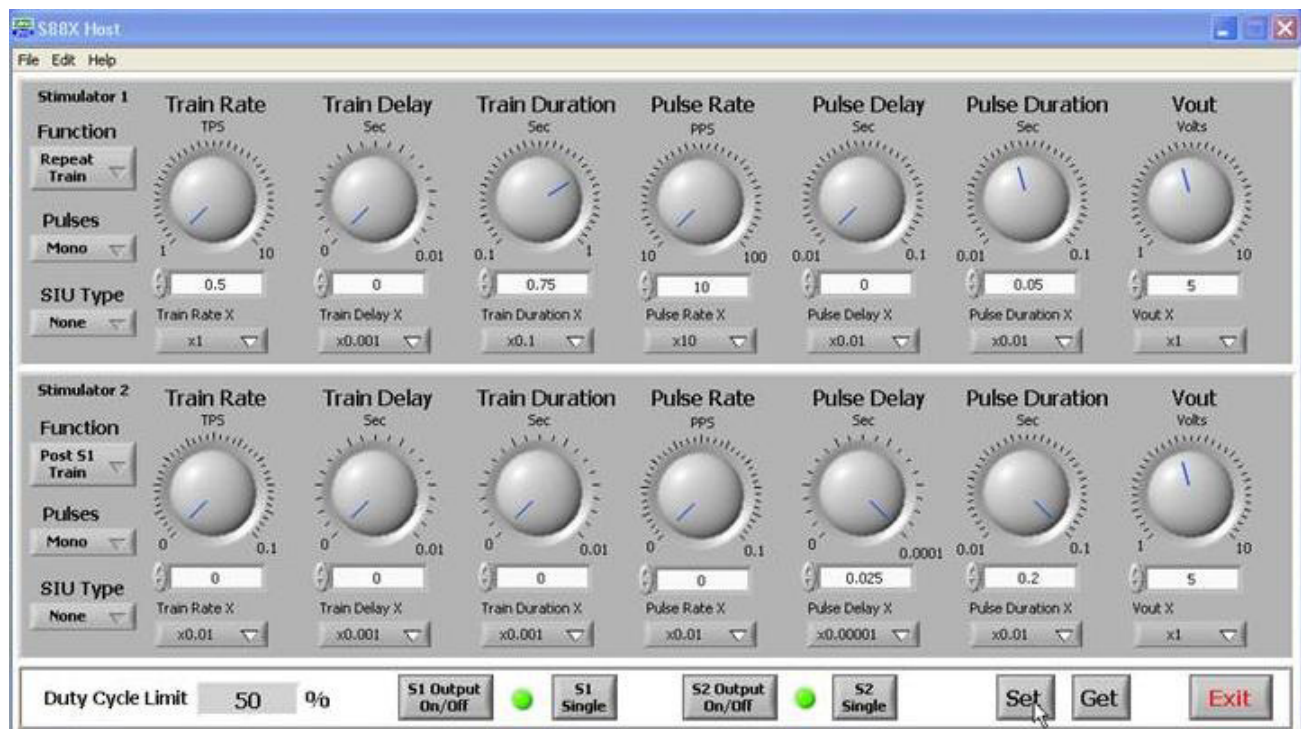 S88X Host
File Edit Help
Stimulator 1
Function
Repeat
Train
Pulses
Mono
SIU Type
None
Train Rate Train Delay Train Duration Pulse Rate Pulse Delay Pulse Duration Vout
TPS Sec Sec PPS Sec Sec Volts
1 10 0 0.01 0.1 1 10 100 0.01 0.1 0.01 0.1 1 10
0.5 0 0.75 10 0 0.05 5
Train Rate X Train Delay X Train Duration X Pulse Rate X Pulse Delay X Pulse Duration X Vout X
x1 x0.001 x0.1 x10 x0.01 x0.01 x1
Stimulator 2
Function
Post S1
Train
Pulses
Mono
SIU Type
None
Train Rate Train Delay Train Duration Pulse Rate Pulse Delay Pulse Duration Vout
TPS Sec Sec PPS Sec Sec Volts
0 0.1 0 0.01 0 0.01 0 0.1 0 0.0001 0.01 0.1 1 10
0 0 0 0 0.025 0.2 5
Train Rate X Train Delay X Train Duration X Pulse Rate X Pulse Delay X Pulse Duration X Vout X
x0.01 x0.001 x0.001 x0.01 x0.00001 x0.01 x1
Duty Cycle Limit 50 %
S1 Output
On/Off
S1
Single
S2 Output
On/Off
S2
Single
Set Get Exit